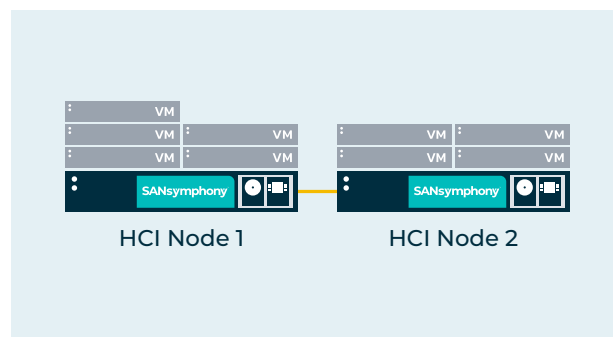 VM
VM VM VM VM
VM VM VM VM
SANsymphony SANsymphony
HCI Node 1 HCI Node 2